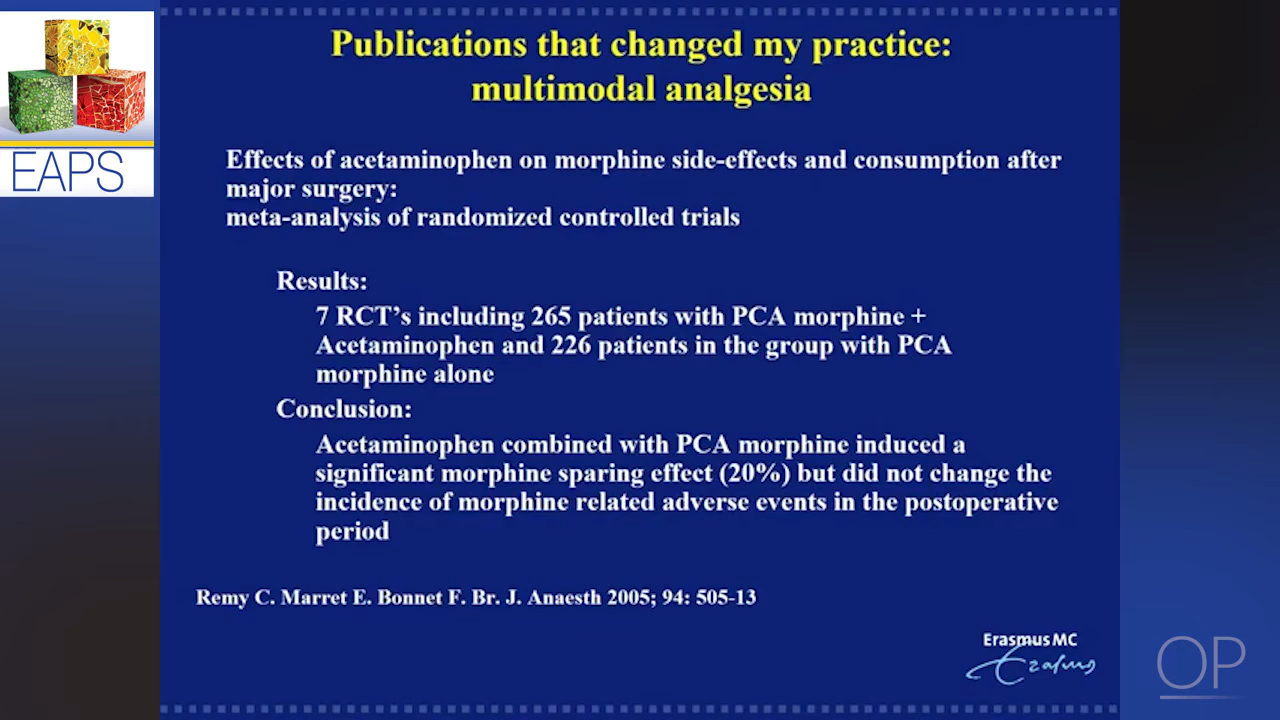 Publications that changed my practice:
multimodal analgesia
EAPS
Effects of acetaminophen on morphine side-effects and consumption after
major surgery:
meta-analysis of randomized controlled trials
Results:
7 RCT’s including 265 patients with PCA morphine +
Acetaminophen and 226 patients in the group with PCA
morphine alone
Conclusion:
Acetaminophen combined with PCA morphine induced a
significant morphine sparing effect (20%) but did not change the
incidence of morphine related adverse events in the postoperative
period
Remy C. Marret E. Bonnet F. Br. J. Anaesth 2005; 94: 505-13
Erasmus MC
Erasmus
OP